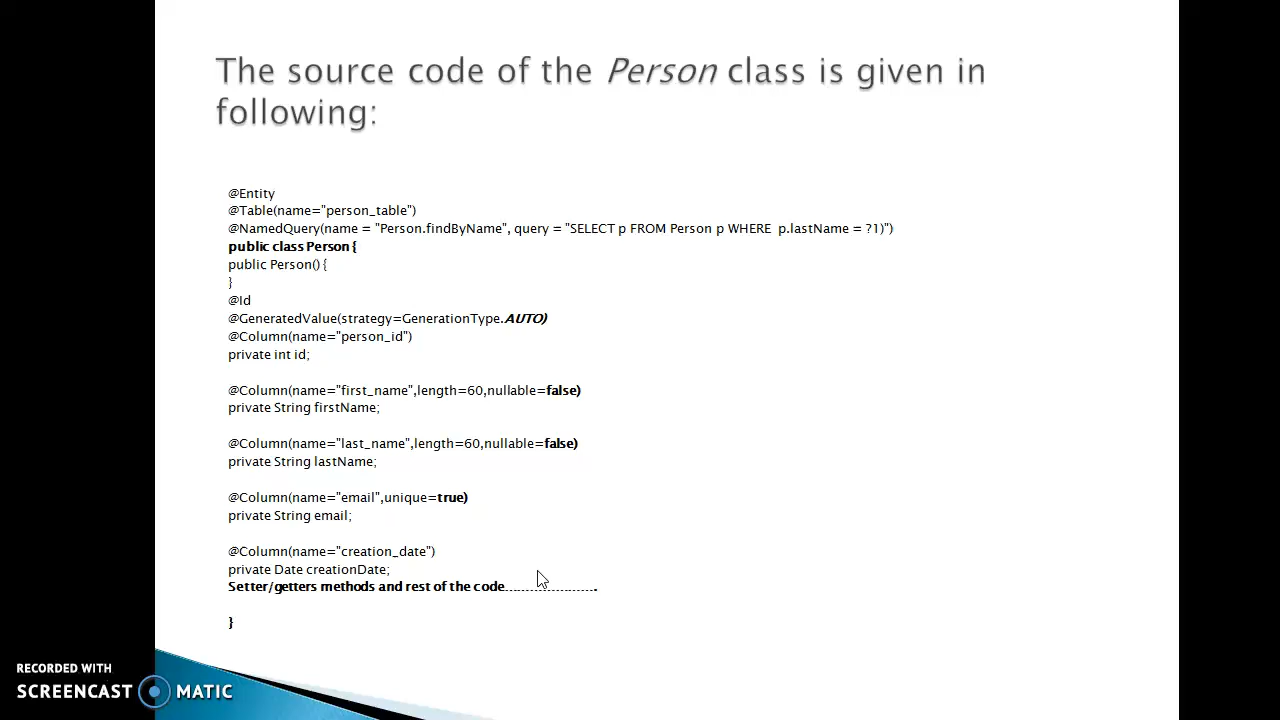 The source code of the Person class is given in
following:
@Entity
@Table(name="person_table")
@NamedQuery(name = "Person.findByName", query = "SELECT p FROM Person p WHERE  p.lastName = ?1)")
public class Person {
public Person() {
}
@Id
@GeneratedValue(strategy=GenerationType.AUTO)
@Column(name="person_id")
private int id;
@Column(name="first_name",length=60,nullable=false)
private String firstName;
@Column(name="last_name",length=60,nullable=false)
private String lastName;
@Column(name="email",unique=true)
private String email;
@Column(name="creation_date")
private Date creationDate;
Setter/getters methods and rest of the code.......................
}
RECORDED WITH
SCREENCAST MATIC